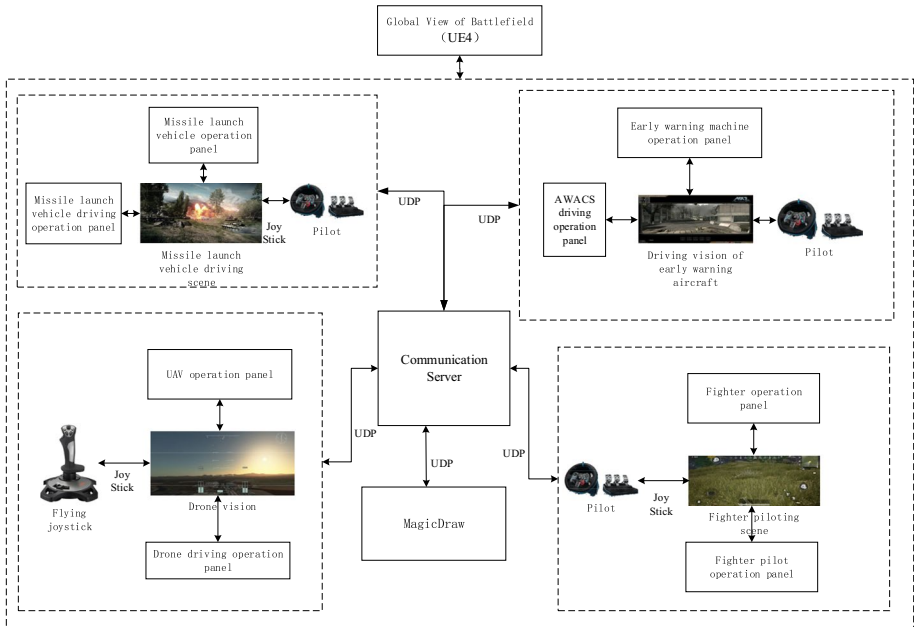 Global View of Battlefield
（UE4）
Missile launch
vehicle operation
panel
Missile launch
vehicle driving
operation panel
Joy
Stick
Pilot
Missile launch
vehicle driving
scene
UDP
UDP
Early warning machine
operation panel
AWACS
driving
operation
panel
Driving vision of
early warning
aircraft
Pilot
Communication
Server
UAV operation panel
UDP
Joy
Stick
Flying
joystick
Drone vision
Drone driving operation
panel
UDP
MagicDraw
UDP
Fighter operation
panel
Pilot
Joy
Stick
Fighter piloting
scene
Fighter pilot
operation panel